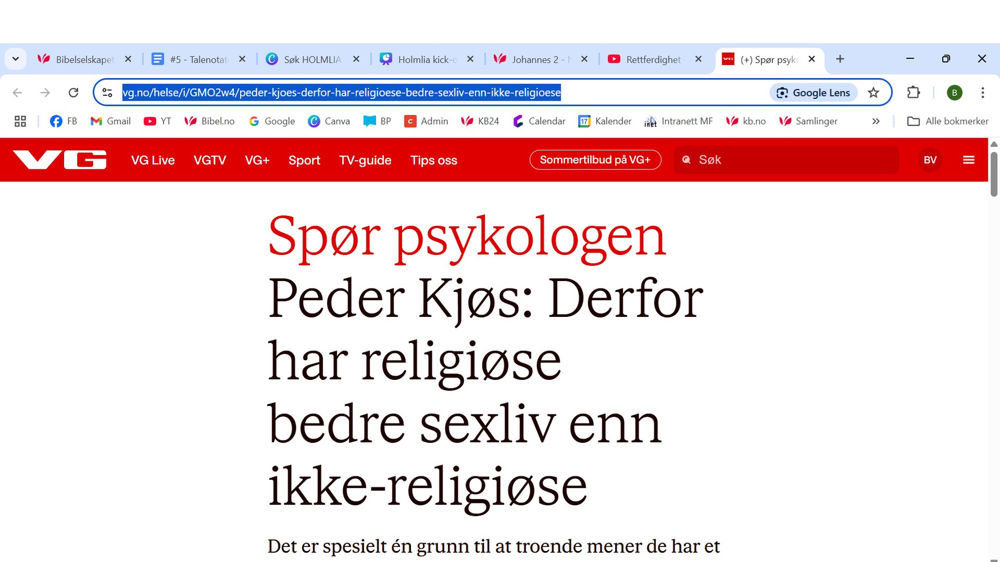 Bibelselskapet
#5 - Talenotat
Søk HOLMLIA
Holmlia kick-o
Johannes 2 -
Rettferdighet
(+) Spør psyk
vg.no/helse/i/GMO2w4/peder-kjoes-derfor-har-religioese-bedre-sexliv-enn-ikke-religioese
Google Lens
B
FB
Gmail
YT
Bibel.no
Google
Canva
BP
Admin
KB24
Calendar
17
Kalender
inet
Intranett MF
kb.no
Samlinger
Alle bokmerker
VG
VG Live
VGTV
VG+
Sport
TV-guide
Tips oss
Sommertilbud på VG+
Søk
BV
Spør psykologen
Peder Kjøs: Derfor
har religiøse
bedre sexliv enn
ikke-religiøse
Det er spesielt én grunn til at troende mener de har et